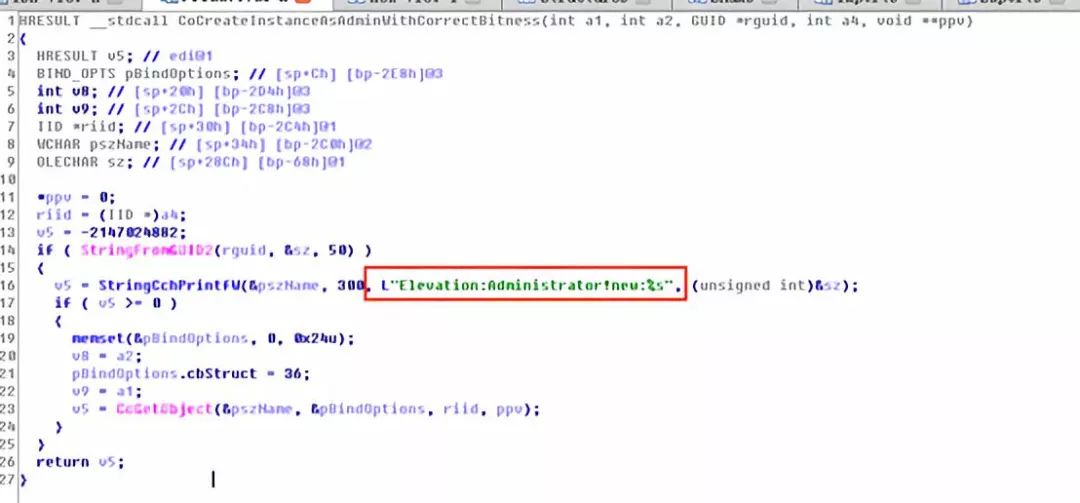 1 HRESULT __stdcall CoCreateInstanceAsAdminWithCorrectBitness(int a1, int a2, GUID *rguid, int a4, void **ppv)
2 {
3 HRESULT v5; // edi@1
4 BIND_OPTS pBindOptions; // [sp+Ch] [bp-2E8h]@3
5 int v8; // [sp+20h] [bp-2D4h]@3
6 int v9; // [sp+2Ch] [bp-2C8h]@3
7 IID *riid; // [sp+30h] [bp-2C4h]@1
8 WCHAR pszName; // [sp+34h] [bp-2C0h]@2
9 OLECHAR sz; // [sp+28Ch] [bp-68h]@1
10
11 *ppv = 0;
12 riid = (IID *)a4;
13 v5 = -2147024882;
14 if ( StringFromGUID2(rguid, &sz, 50) )
15 {
16 v5 = StringCchPrintfW(&pszName, 300, L"Elevation:Administrator!new:%s", (unsigned int)&sz);
17 if ( v5 >= 0 )
18 {
19 memset(&pBindOptions, 0, 0x24u);
20 v8 = a2;
21 pBindOptions.cbStruct = 36;
22 v9 = a1;
23 v5 = CoGetObject(&pszName, &pBindOptions, riid, ppv);
24 }
25 }
26 return v5;
27 }